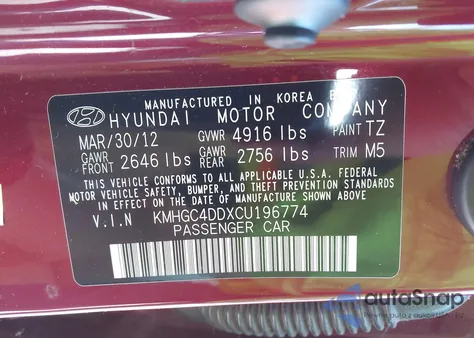 MANUFACTURED IN KOREA B
HYUNDAI MOTOR COMPANY
MAR/30/12 GVWR 4916 lbs PAINT TZ
GAWR FRONT 2646 lbs GAWR REAR 2756 lbs TRIM M5
THIS VEHICLE CONFORMS TO ALL APPLICABLE U.S.A. FEDERAL
MOTOR VEHICLE SAFETY, BUMPER, AND THEFT PREVENTION STANDARDS
IN EFFECT ON THE DATE OF MANUFACTURE SHOWN ABOVE
V.I.N KMHGC4DDXCU196774
PASSENGER CAR
autoSnap